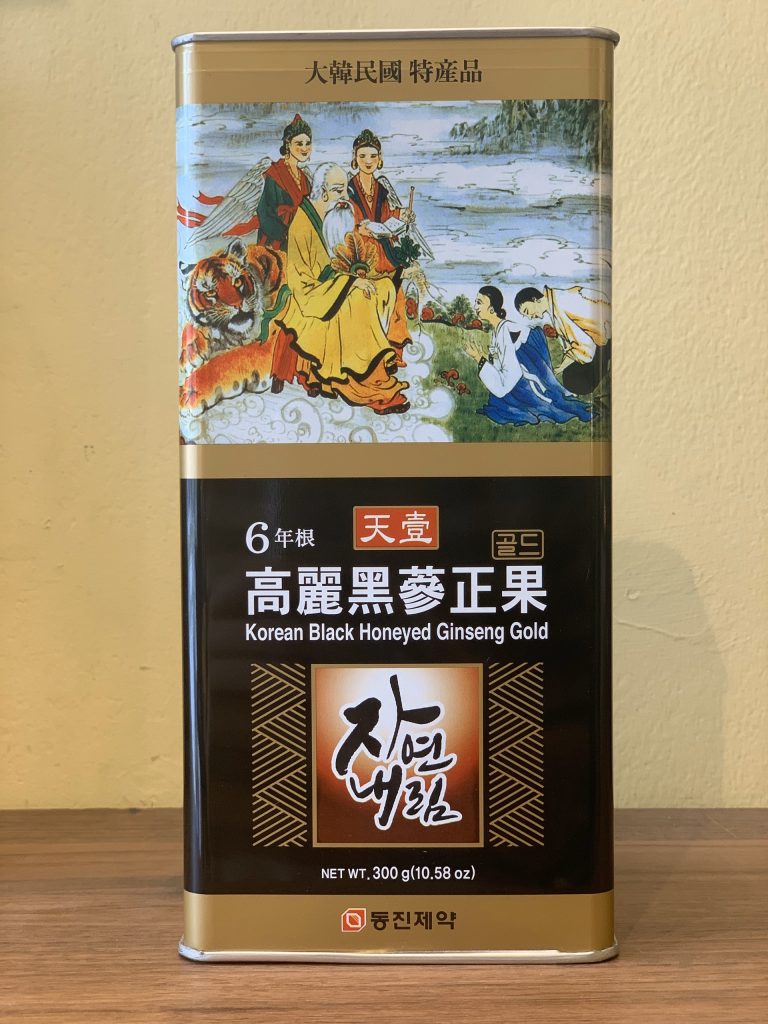 大韓民國 特産品
天壹
6年根
골드
高麗黑蔘正果
Korean Black Honeyed Ginseng Gold
자연
내림
NET WT. 300 g(10.58 oz)
동진제약